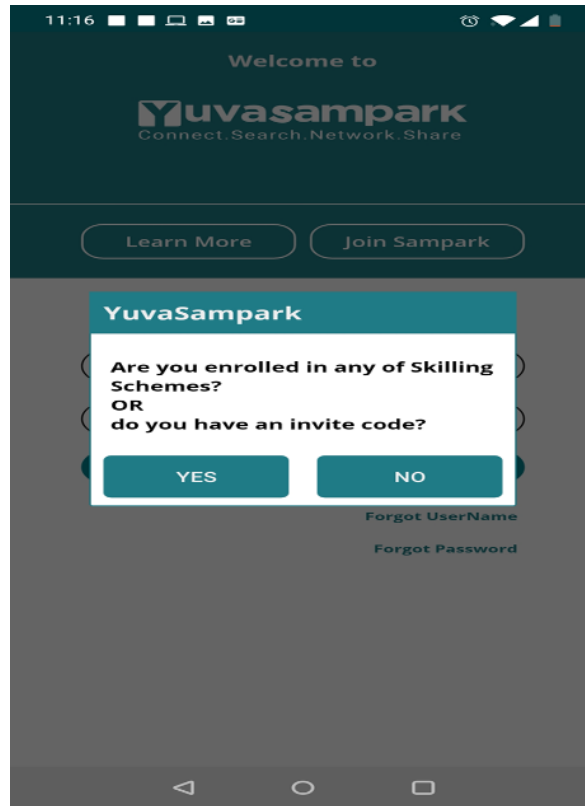 11:16
Welcome to
Yuvasampark
Connect.Search.Network.Share
Learn More Join Sampark
YuvaSampark
Are you enrolled in any of Skilling
Schemes?
OR
do you have an invite code?
YES NO
Forgot UserName
Forgot Password